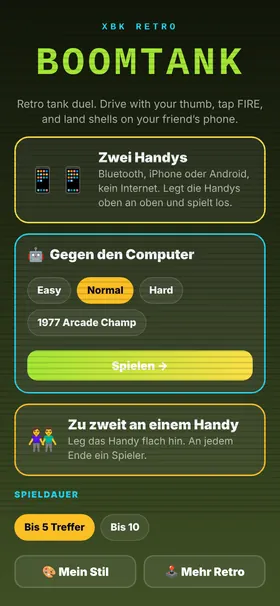 XBK RETRO
BOOMTANK
Retro tank duel. Drive with your thumb, tap FIRE,
and land shells on your friend's phone.
Zwei Handys
Bluetooth, iPhone oder Android,
kein Internet. Legt die Handys
oben an oben und spielt los.
Gegen den Computer
Easy
Normal
Hard
1977 Arcade Champ
Spielen →
Zu zweit an einem Handy
Leg das Handy flach hin. An jedem
Ende ein Spieler.
SPIELDAUER
Bis 5 Treffer
Bis 10
Mein Stil
Mehr Retro